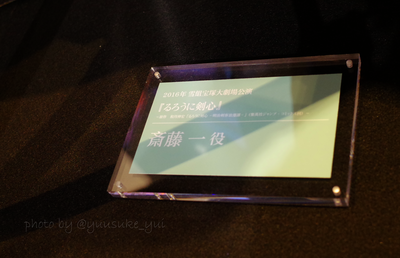 2016年 雪組宝塚大劇場公演
『るろうに剣心』
斎藤 一 役
photo by @yuusuke_yui